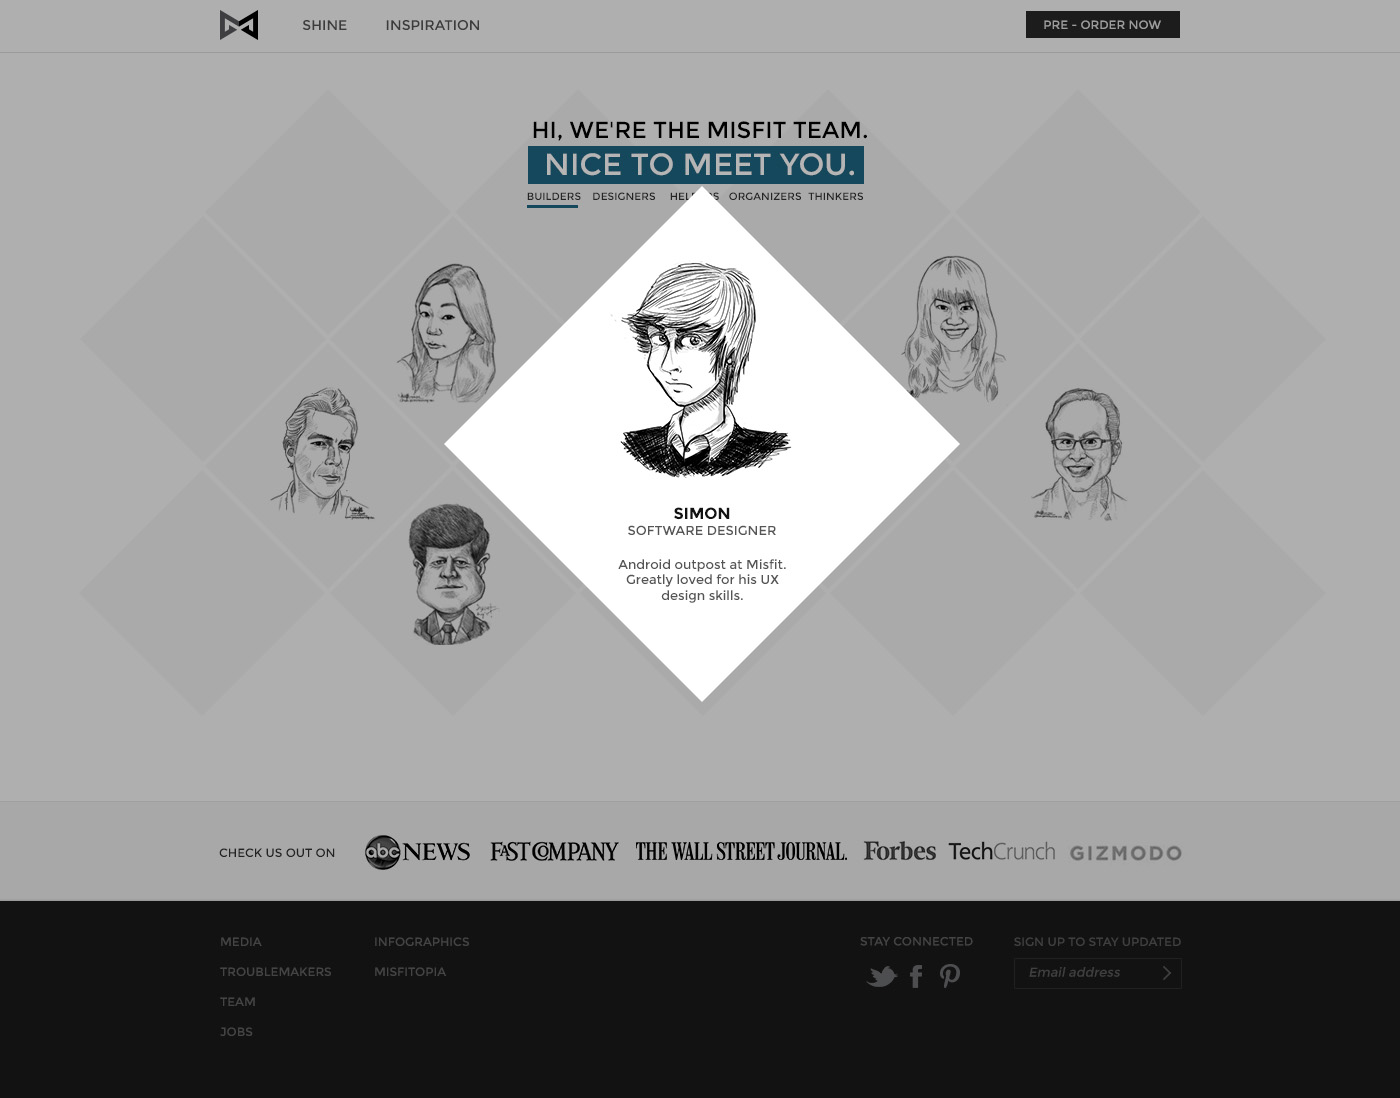 SHINE
INSPIRATION
PRE - ORDER NOW
HI, WE'RE THE MISFIT TEAM.
NICE TO MEET YOU.
BUILDERS DESIGNERS ORGANIZERS THINKERS
SIMON
SOFTWARE DESIGNER
Android outpost at Misfit.
Greatly loved for his UX
design skills.
CHECK US OUT ON
abc NEWS
FAST COMPANY
THE WALL STREET JOURNAL.
Forbes
TechCrunch
GIZMODO
MEDIA
TROUBLEMAKERS
TEAM
JOBS
INFOGRAPHICS
MISFITOPIA
STAY CONNECTED
SIGN UP TO STAY UPDATED
Email address